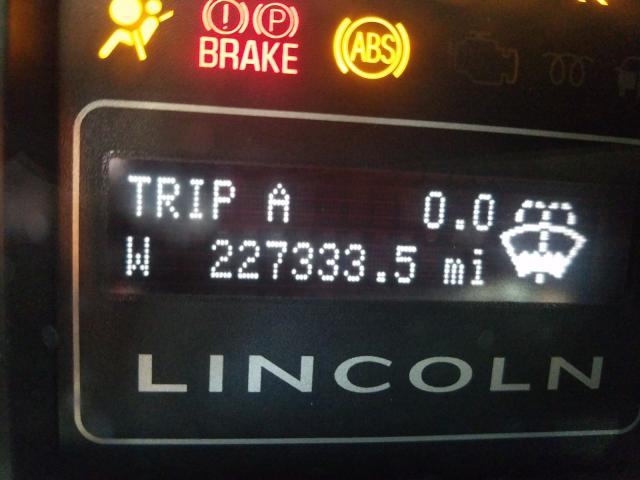 ! P
BRAKE ABS
TRIP A 0.0
W 227333.5 mi
LINCOLN